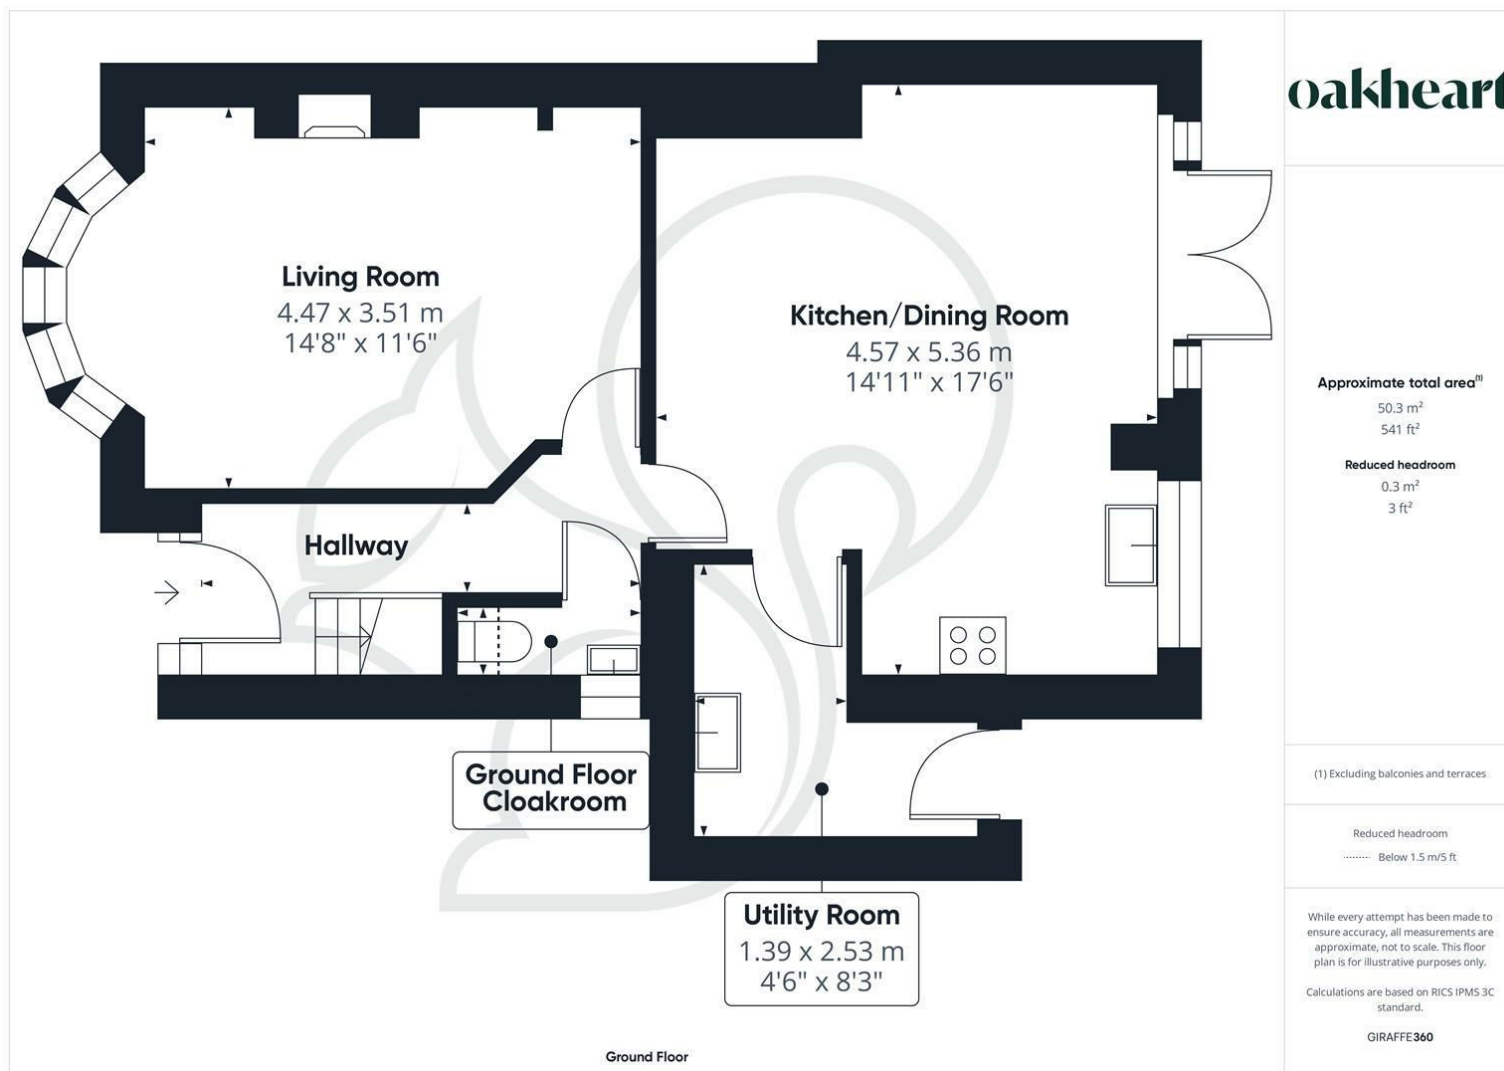 Living Room
4.47 x 3.51 m
14'8" x 11'6"
Kitchen/Dining Room
4.57 x 5.36 m
14'11" x 17'6"
Hallway
Ground Floor
Cloakroom
Utility Room
1.39 x 2.53 m
4'6" x 8'3"
Ground Floor
oakheart
Approximate total area(1)
50.3 m²
541 ft²
Reduced headroom
0.3 m²
3 ft²
(1) Excluding balconies and terraces
Reduced headroom
Below 1.5 m/5 ft
While every attempt has been made to
ensure accuracy, all measurements are
approximate, not to scale. This floor
plan is for illustrative purposes only.
Calculations are based on RICS IPMS 3C
standard.
GIRAFFE360